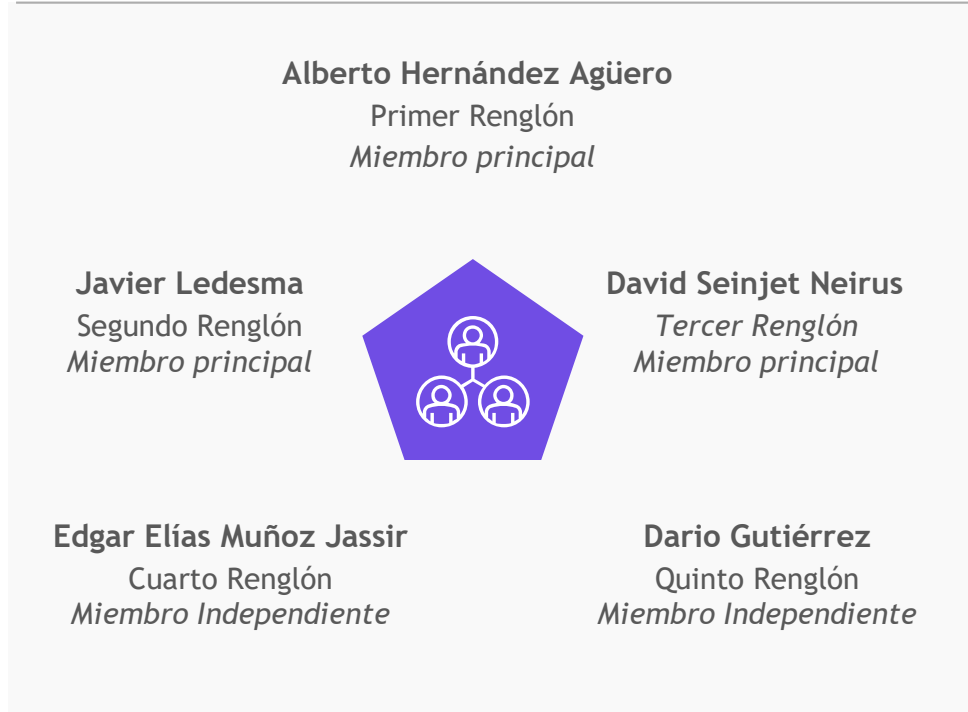 Alberto Hernández Agüero
Primer Renglón
Miembro principal
Javier Ledesma
Segundo Renglón
Miembro principal
David Seinjet Neirus
Tercer Renglón
Miembro principal
Edgar Elías Muñoz Jassir
Cuarto Renglón
Miembro Independiente
Dario Gutiérrez
Quinto Renglón
Miembro Independiente